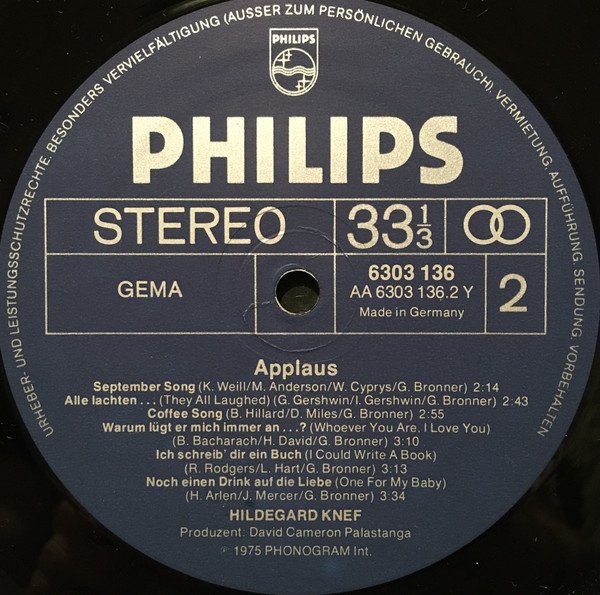 URHEBER- UND LEISTUNGSSCHUTZRECHTE. BESONDERS VERVIELFÄLTIGUNG (AUSSER ZUM PERSÖNLICHEN GEBRAUCH), VERMIETUNG, AUFFÜHRUNG, SENDUNG, VORBEHALTEN
PHILIPS
PHILIPS
STEREO 33⅓
GEMA 6303 136 2
AA 6303 136.2 Y
Made in Germany
Applaus
September Song (K. Weill/M. Anderson/W. Cyprys/G. Bronner) 2:14
Alle lachten . . . (They All Laughed) (G. Gershwin/I. Gershwin/G. Bronner) 2:43
Coffee Song (B. Hillard/D. Miles/G. Bronner) 2:55
Warum lügt er mich immer an . . . ? (Whoever You Are, I Love You)
(B. Bacharach/H. David/G. Bronner) 3:10
Ich schreib' dir ein Buch (I Could Write A Book)
(R. Rodgers/L. Hart/G. Bronner) 3:13
Noch einen Drink auf die Liebe (One For My Baby)
(H. Arlen/J. Mercer/G. Bronner) 3:34
HILDEGARD KNEF
Produzent: David Cameron Palastanga
℗ 1975 PHONOGRAM Int.